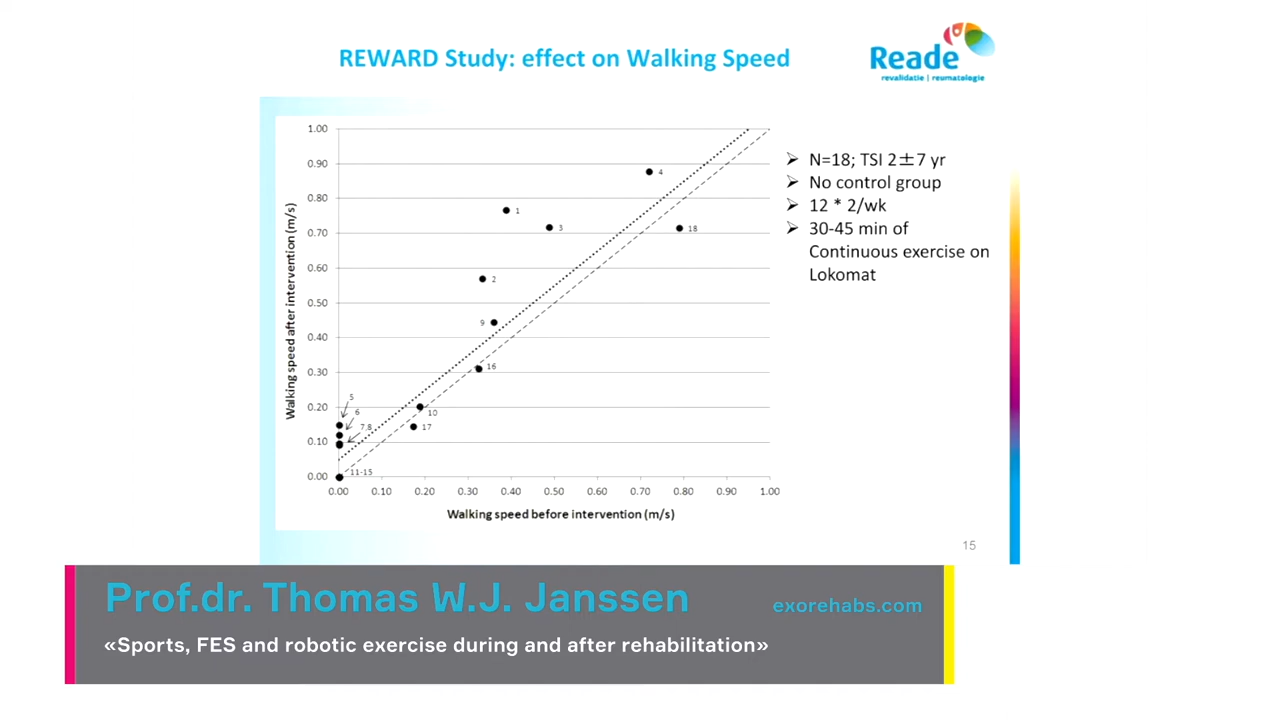 REWARD Study: effect on Walking Speed
Reade
revalidatie | reumatologie
1.00
0.90
0.80
0.70
0.60
0.50
0.40
0.30
0.20
0.10
0.00
Walking speed after intervention (m/s)
4
1
3
18
2
9
16
5
6
10
7,8
17
11-15
0.00 0.10 0.20 0.30 0.40 0.50 0.60 0.70 0.80 0.90 1.00
Walking speed before intervention (m/s)
➢ N=18; TSI 2±7 yr
➢ No control group
➢ 12 * 2/wk
➢ 30-45 min of
Continuous exercise on
Lokomat
15
Prof.dr. Thomas W.J. Janssen
exorehabs.com
«Sports, FES and robotic exercise during and after rehabilitation»